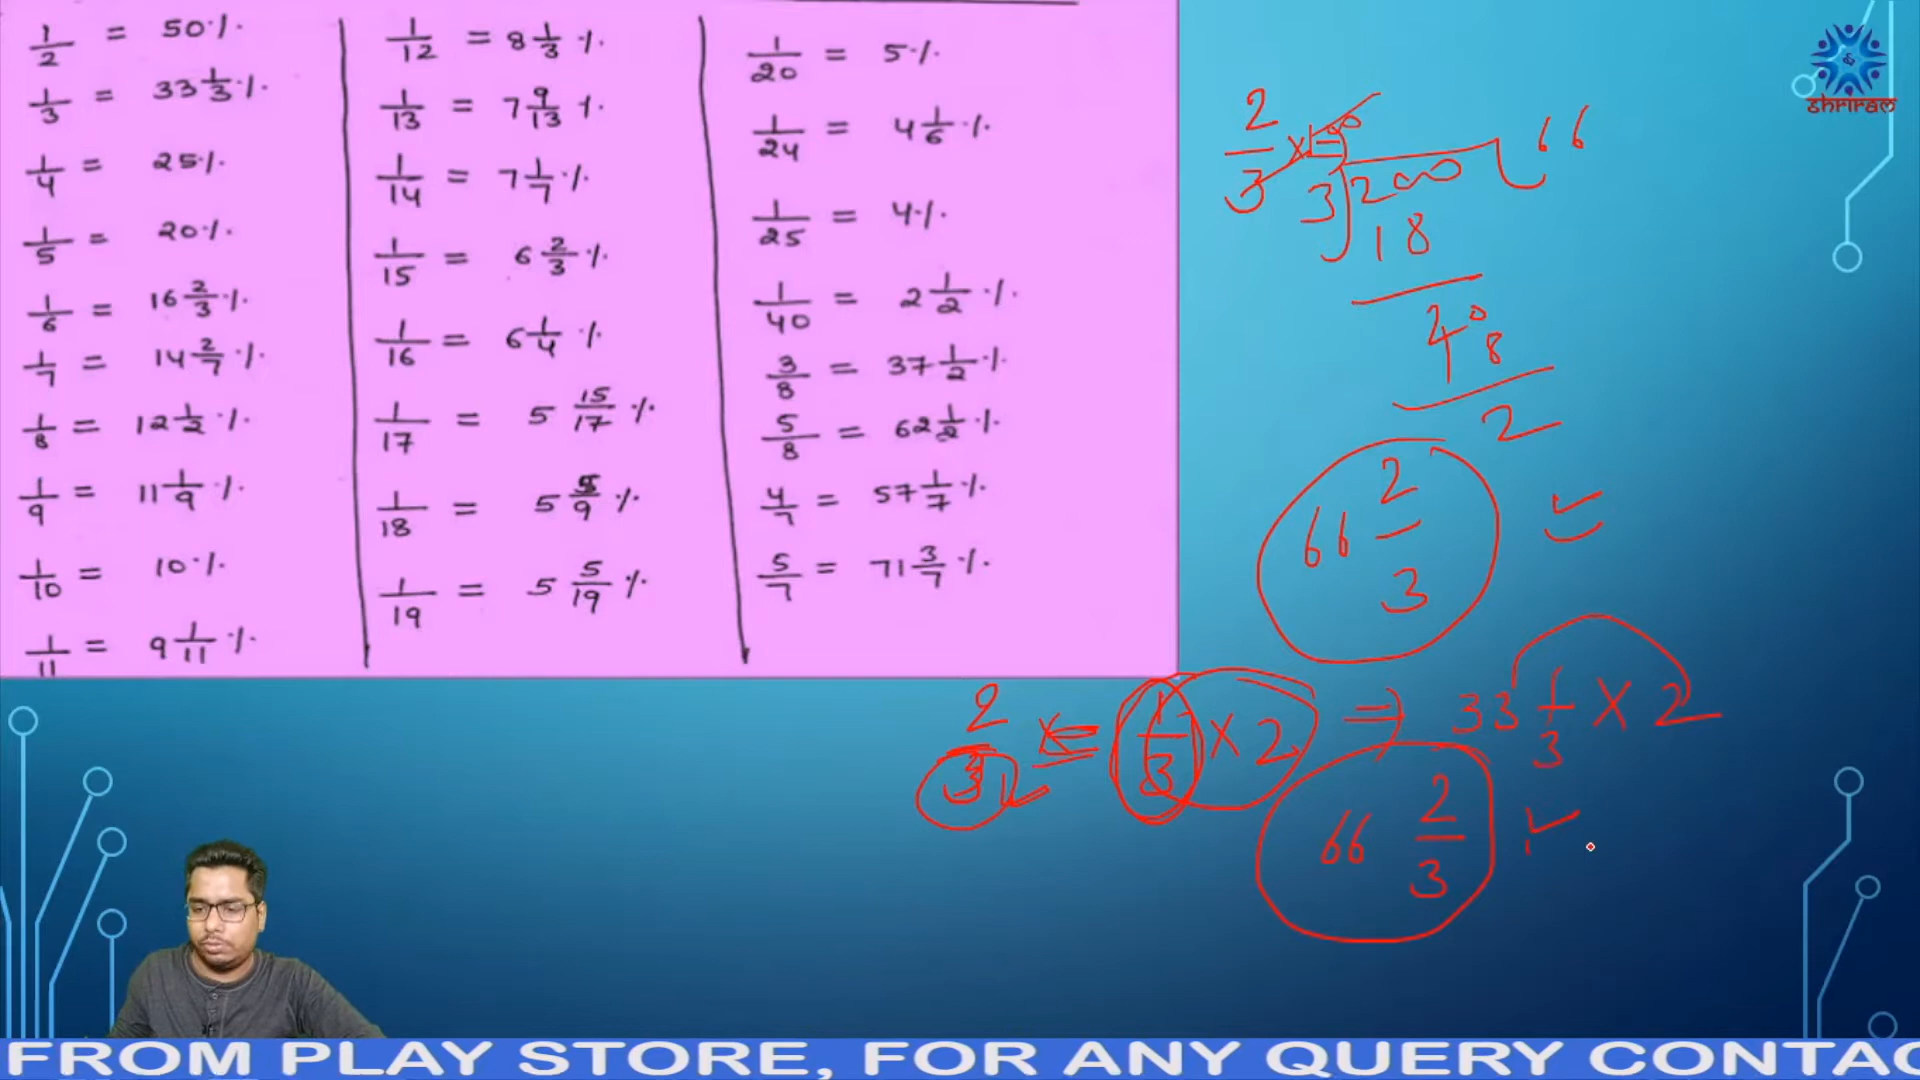 1/2 = 50%
1/3 = 33 1/3 %
1/4 = 25%
1/5 = 20%
1/6 = 16 2/3 %
1/7 = 14 2/7 %
1/8 = 12 1/2 %
1/9 = 11 1/9 %
1/10 = 10%
1/11 = 9 1/11 %
1/12 = 8 1/3 %
1/13 = 7 9/13 %
1/14 = 7 1/7 %
1/15 = 6 2/3 %
1/16 = 6 1/4 %
1/17 = 5 15/17 %
1/18 = 5 5/9 %
1/19 = 5 5/19 %
1/20 = 5%
1/24 = 4 1/6 %
1/25 = 4%
1/40 = 2 1/2 %
3/8 = 37 1/2 %
5/8 = 62 1/2 %
4/7 = 57 1/7 %
5/7 = 71 3/7 %
SHRIRAM
2/3 × 100
3 ) 200 ( 66
18
20
18
2
66 2/3
2/3 = 1/3 × 2 ⇒ 33 1/3 × 2
66 2/3
FROM PLAY STORE, FOR ANY QUERY CONTAC